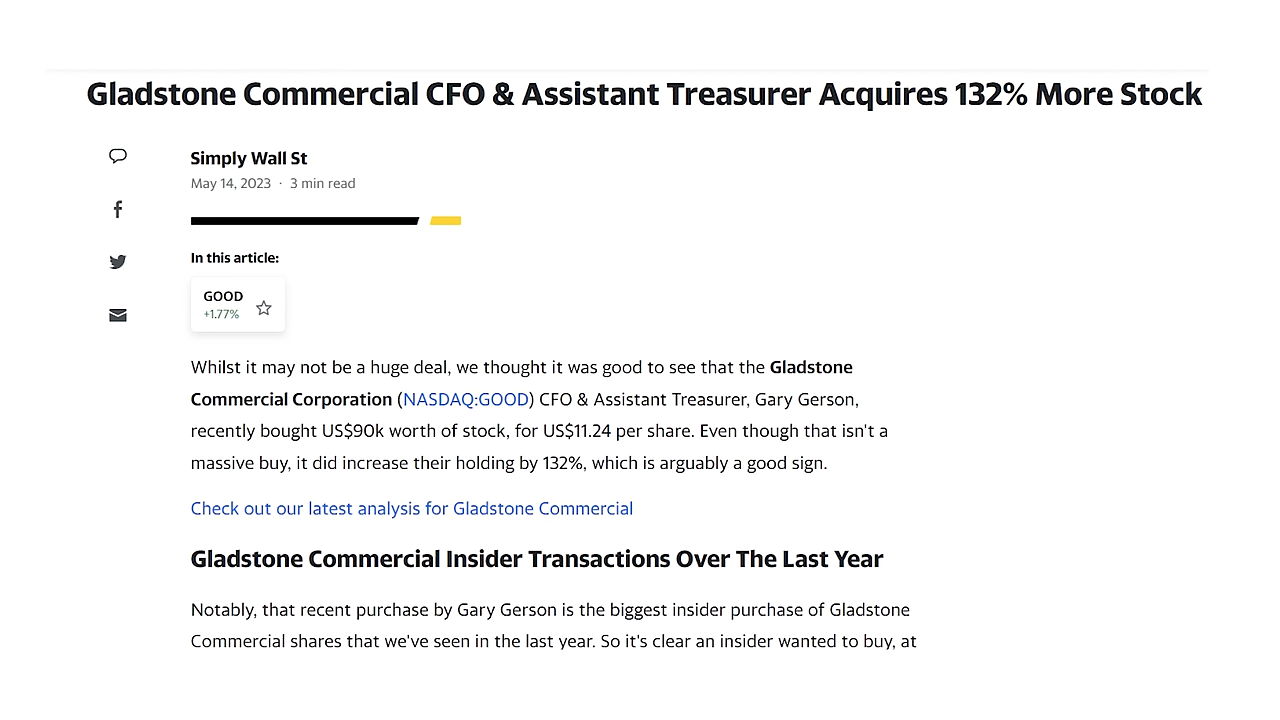 Gladstone Commercial CFO & Assistant Treasurer Acquires 132% More Stock
Simply Wall St
May 14, 2023 · 3 min read
In this article:
GOOD
+1.77%
Whilst it may not be a huge deal, we thought it was good to see that the Gladstone
Commercial Corporation (NASDAQ:GOOD) CFO & Assistant Treasurer, Gary Gerson,
recently bought US$90k worth of stock, for US$11.24 per share. Even though that isn't a
massive buy, it did increase their holding by 132%, which is arguably a good sign.
Check out our latest analysis for Gladstone Commercial
Gladstone Commercial Insider Transactions Over The Last Year
Notably, that recent purchase by Gary Gerson is the biggest insider purchase of Gladstone
Commercial shares that we've seen in the last year. So it's clear an insider wanted to buy, at